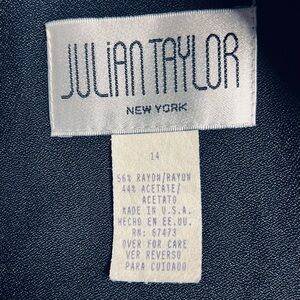 JULIAN TAYLOR
NEW YORK
14
56% RAYON/RAYON
44% ACETATE/
ACETATO
MADE IN U.S.A.
HECHO EN EE.UU.
RN: 67473
OVER FOR CARE
VER REVERSO
PARA CUIDADO